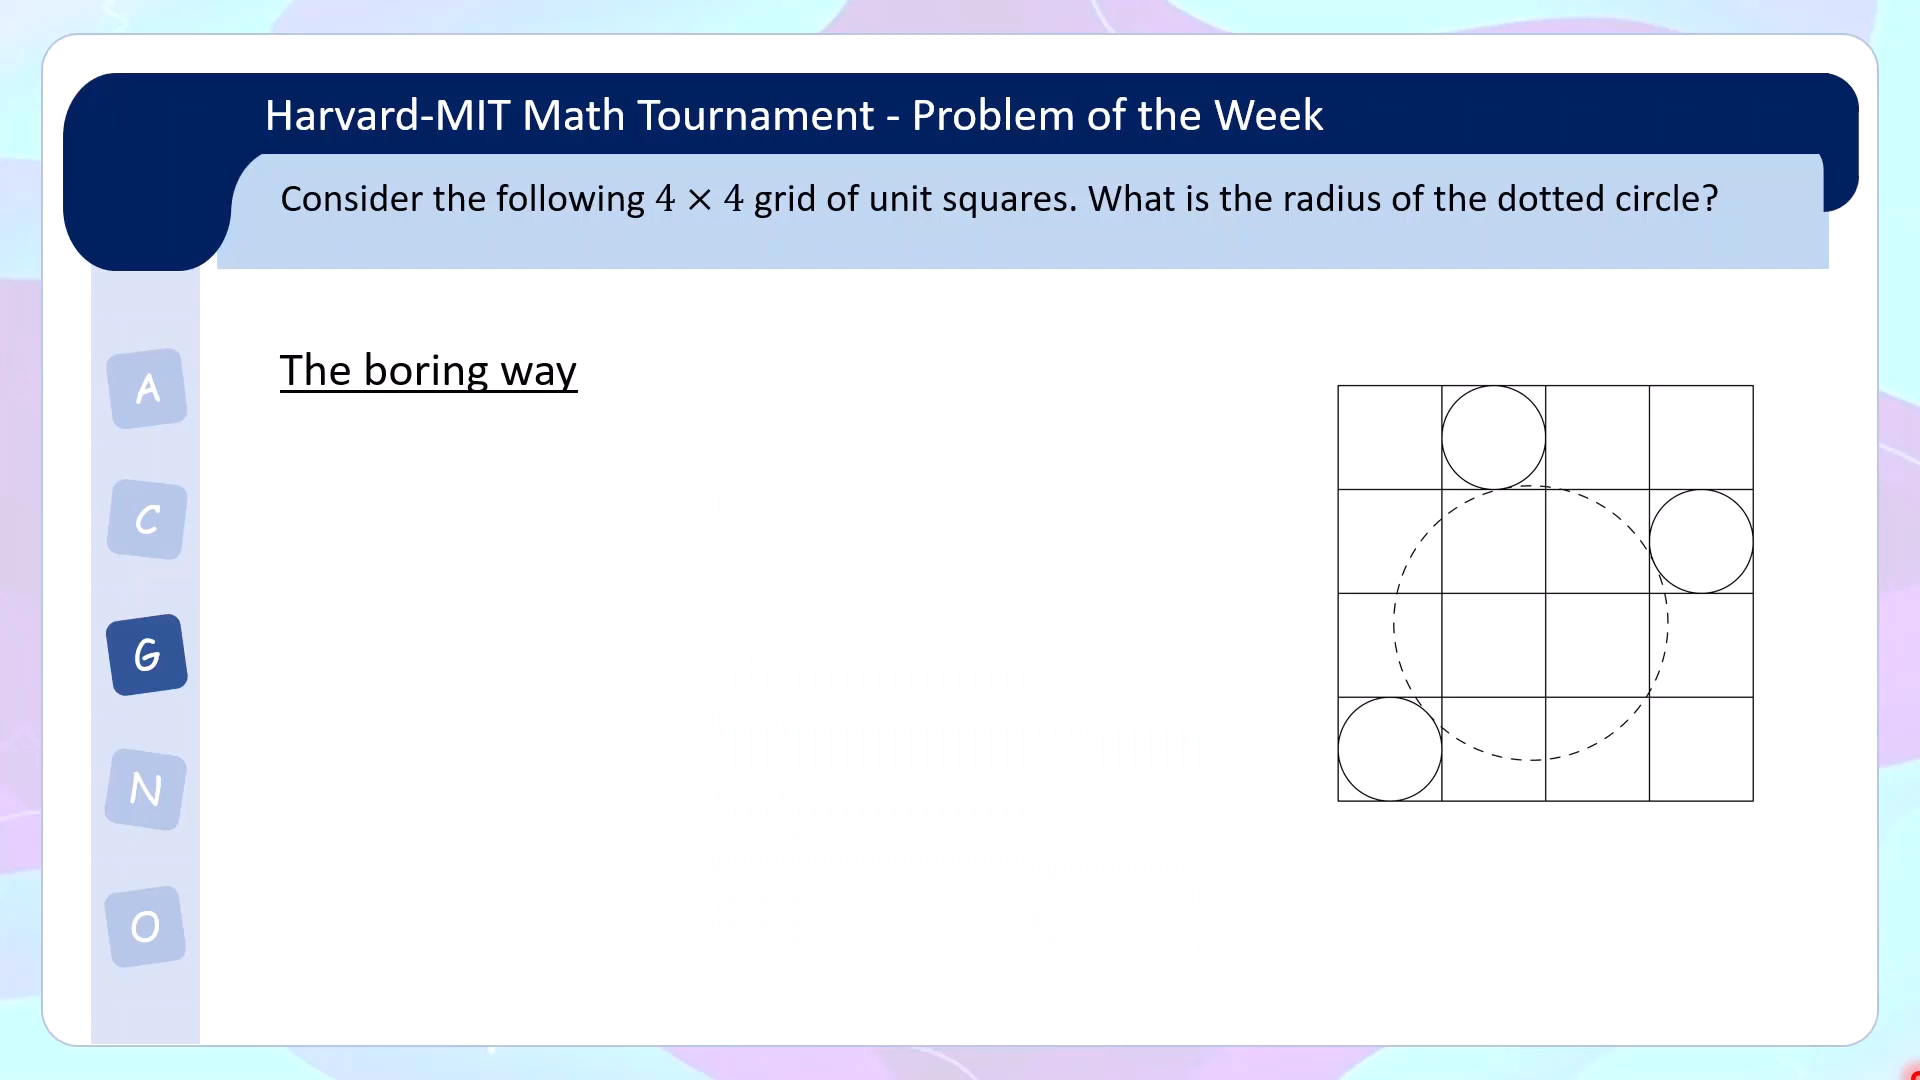 Harvard-MIT Math Tournament - Problem of the Week
Consider the following 4 × 4 grid of unit squares. What is the radius of the dotted circle?
The boring way
A
C
G
N
O